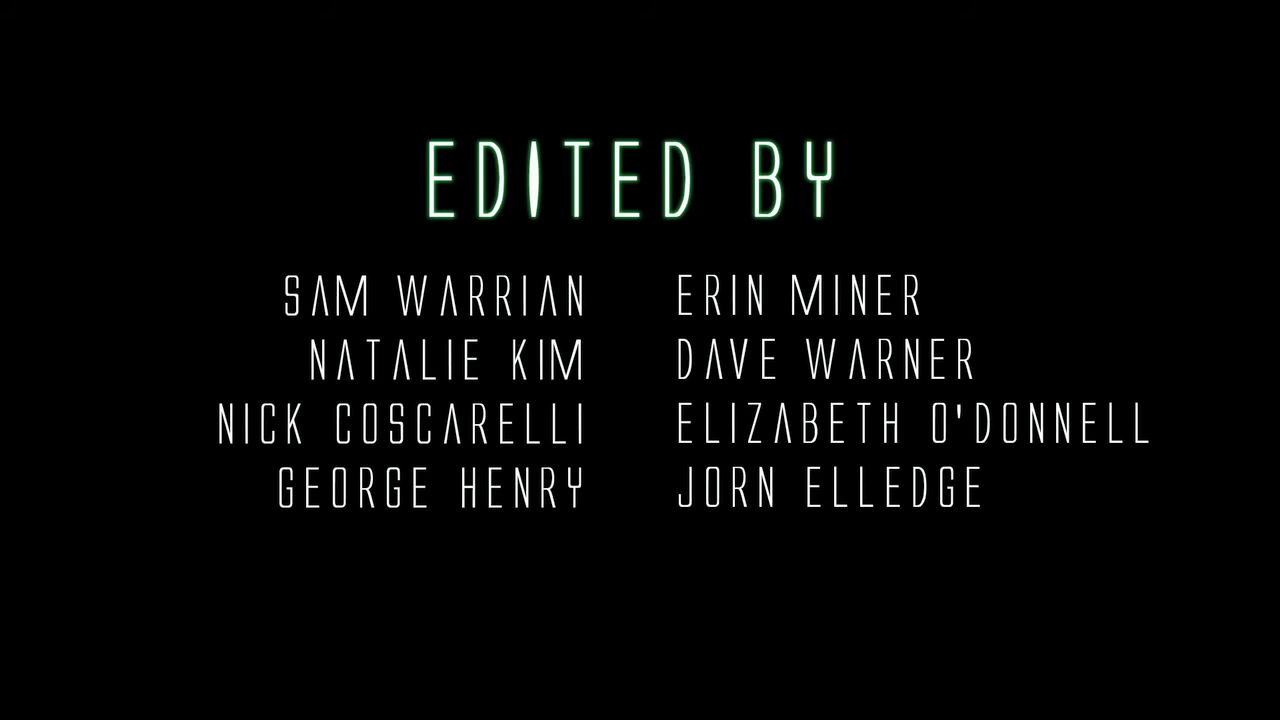 EDITED BY
SAM WARRIAN ERIN MINER
NATALIE KIM DAVE WARNER
NICK COSCARELLI ELIZABETH O'DONNELL
GEORGE HENRY JORN ELLEDGE